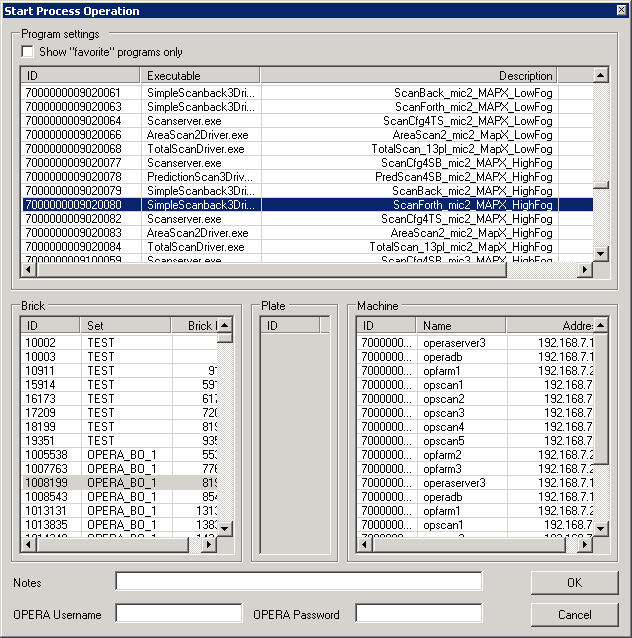 Start Process Operation
Program settings
Show "favorite" programs only
ID Executable Description
7000000009020061 SimpleScanback3Dri... ScanBack_mic2_MAPX_LowFog
7000000009020063 SimpleScanback3Dri... ScanForth_mic2_MAPX_LowFog
7000000009020064 Scanserver.exe ScanCfg4TS_mic2_MAPX_LowFog
7000000009020066 AreaScan2Driver.exe AreaScan2_mic2_MapX_LowFog
7000000009020068 TotalScanDriver.exe TotalScan_13pl_mic2_MAPX_LowFog
7000000009020077 Scanserver.exe ScanCfg4SB_mic2_MAPX_HighFog
7000000009020078 PredictionScan3Driv... PredScan4SB_mic2_MAPX_HighFog
7000000009020079 SimpleScanback3Dri... ScanBack_mic2_MAPX_HighFog
7000000009020080 SimpleScanback3Dri... ScanForth_mic2_MAPX_HighFog
7000000009020082 Scanserver.exe ScanCfg4TS_mic2_MAPX_HighFog
7000000009020083 AreaScan2Driver.exe AreaScan2_mic2_MapX_HighFog
7000000009020084 TotalScanDriver.exe TotalScan_13pl_mic2_MAPX_HighFog
7000000009100059 Scanserver.exe ScanCfg4SB_mic3_MAPX_HighFog
Brick
ID Set Brick I
10002 TEST
10003 TEST
10911 TEST 91
15914 TEST 591
16173 TEST 617
17209 TEST 720
18199 TEST 819
19351 TEST 935
1005538 OPERA_BO_1 553
1007763 OPERA_BO_1 776
1008199 OPERA_BO_1 819
1008543 OPERA_BO_1 854
1013131 OPERA_BO_1 1313
1013835 OPERA_BO_1 1383
OPERA_BO_1
Plate
ID
Machine
ID Name Addre
7000000... operaserver3 192.168.7.1
7000000... operadb 192.168.7.1
7000000... opfarm1 192.168.7.2
7000000... opscan1 192.168.7
7000000... opscan2 192.168.7
7000000... opscan3 192.168.7
7000000... opscan4 192.168.7
7000000... opscan5 192.168.7
7000000... opfarm2 192.168.7.2
7000000... opfarm3 192.168.7.2
7000000... operaserver3 192.168.7.1
7000000... operadb 192.168.7.1
7000000... opfarm1 192.168.7.2
7000000... opscan1 192.168.7
Notes
OK
OPERA Username
OPERA Password
Cancel